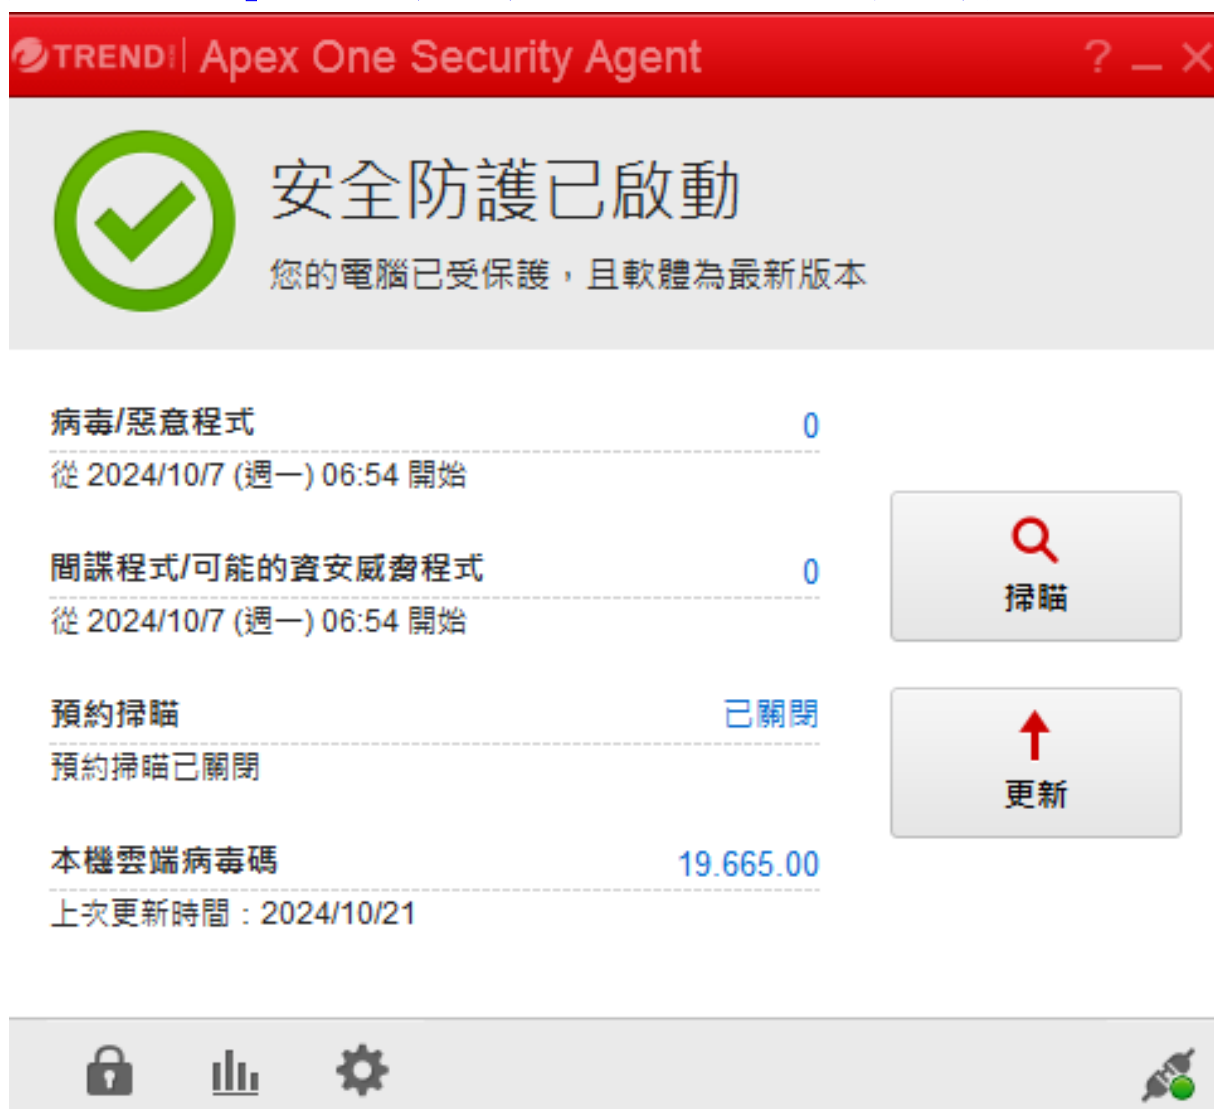 TREND | Apex One Security Agent ? – ×
安全防護已啟動
您的電腦已受保護，且軟體為最新版本
病毒/惡意程式 0
從 2024/10/7 (週一) 06:54 開始
間諜程式/可能的資安威脅程式 0
從 2024/10/7 (週一) 06:54 開始
掃瞄
預約掃瞄 已關閉
預約掃瞄已關閉
更新
本機雲端病毒碼 19.665.00
上次更新時間：2024/10/21